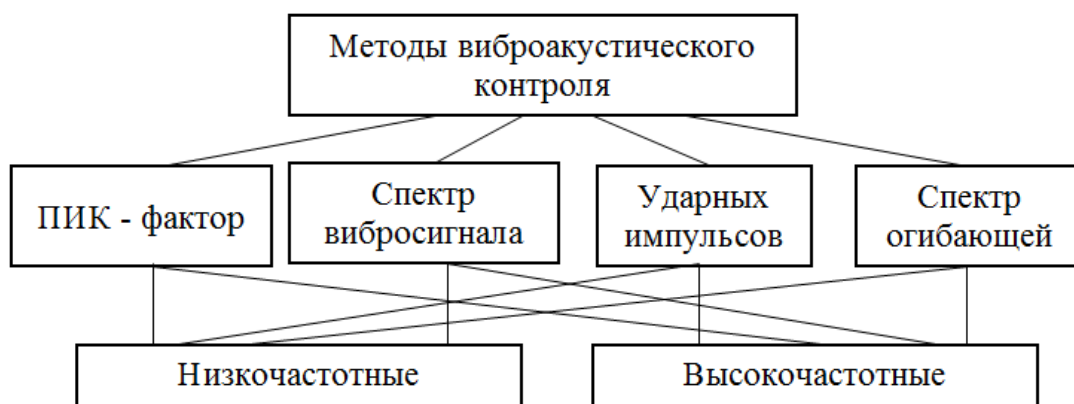 Методы виброакустического
контроля
ПИК - фактор
Спектр
вибросигнала
Ударных
импульсов
Спектр
огибающей
Низкочастотные
Высокочастотные